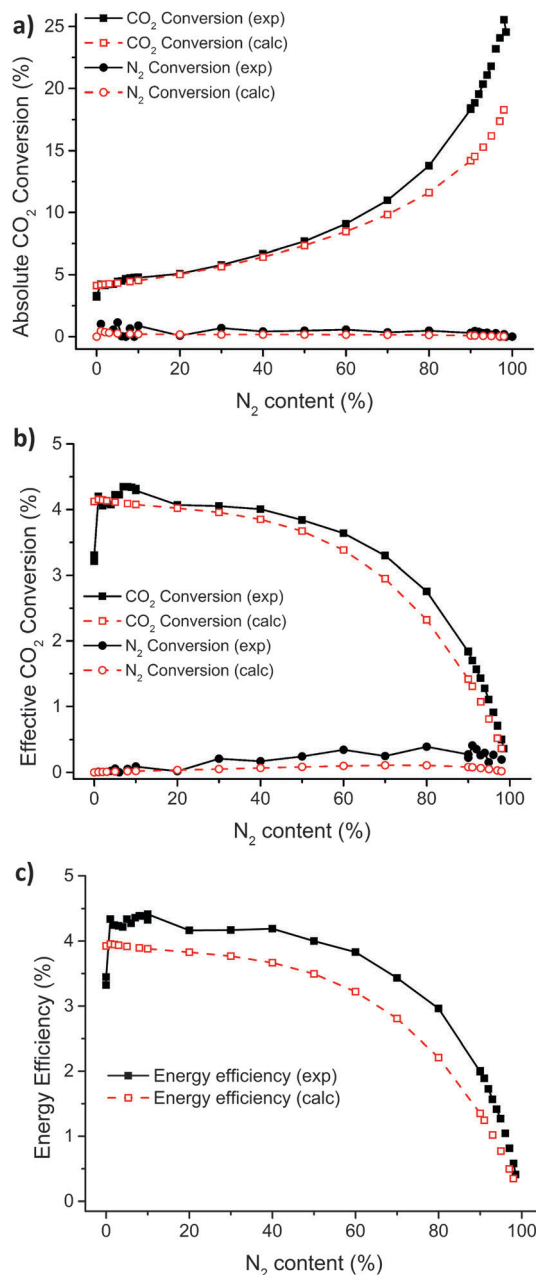 a)
CO₂ Conversion (exp)
CO₂ Conversion (calc)
N₂ Conversion (exp)
N₂ Conversion (calc)
Absolute CO₂ Conversion (%)
25
20
15
10
5
0
0 20 40 60 80 100
N₂ content (%)
b)
5
4
3
2
1
0
Effective CO₂ Conversion (%)
CO₂ Conversion (exp)
CO₂ Conversion (calc)
N₂ Conversion (exp)
N₂ Conversion (calc)
0 20 40 60 80 100
N₂ content (%)
c)
5
4
3
2
1
0
Energy Efficiency (%)
Energy efficiency (exp)
Energy efficiency (calc)
0 20 40 60 80 100
N₂ content (%)